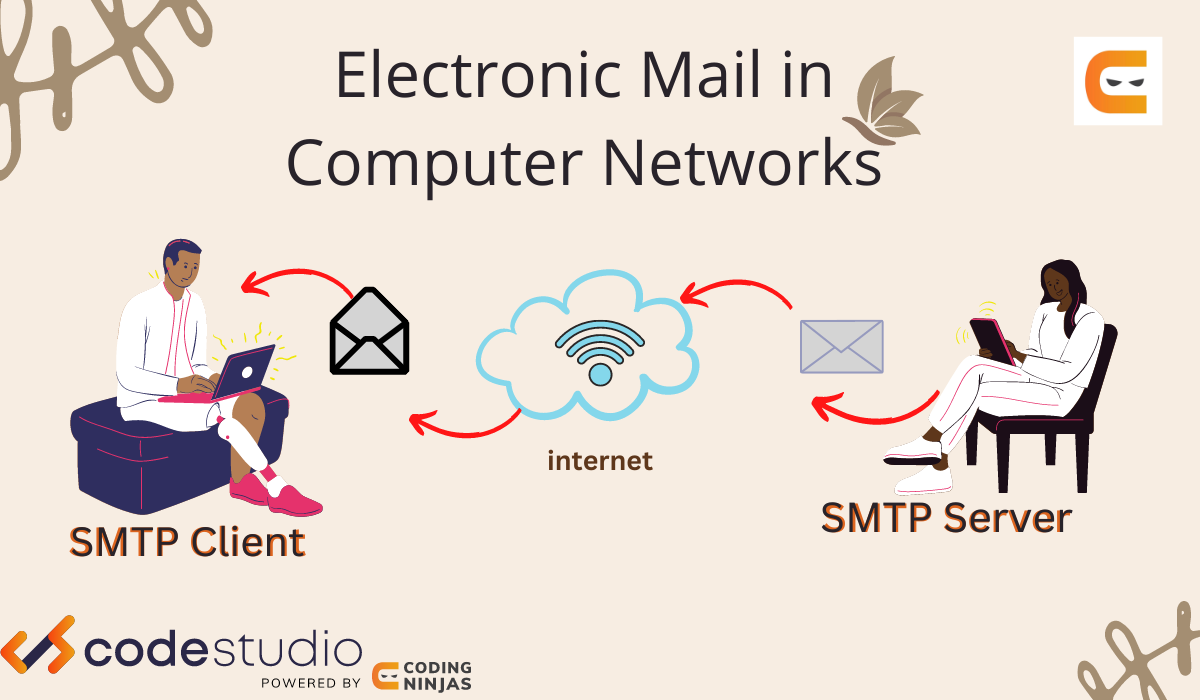 Electronic Mail in
Computer Networks
internet
SMTP Client
SMTP Server
codestudio
POWERED BY
CODING
NINJAS